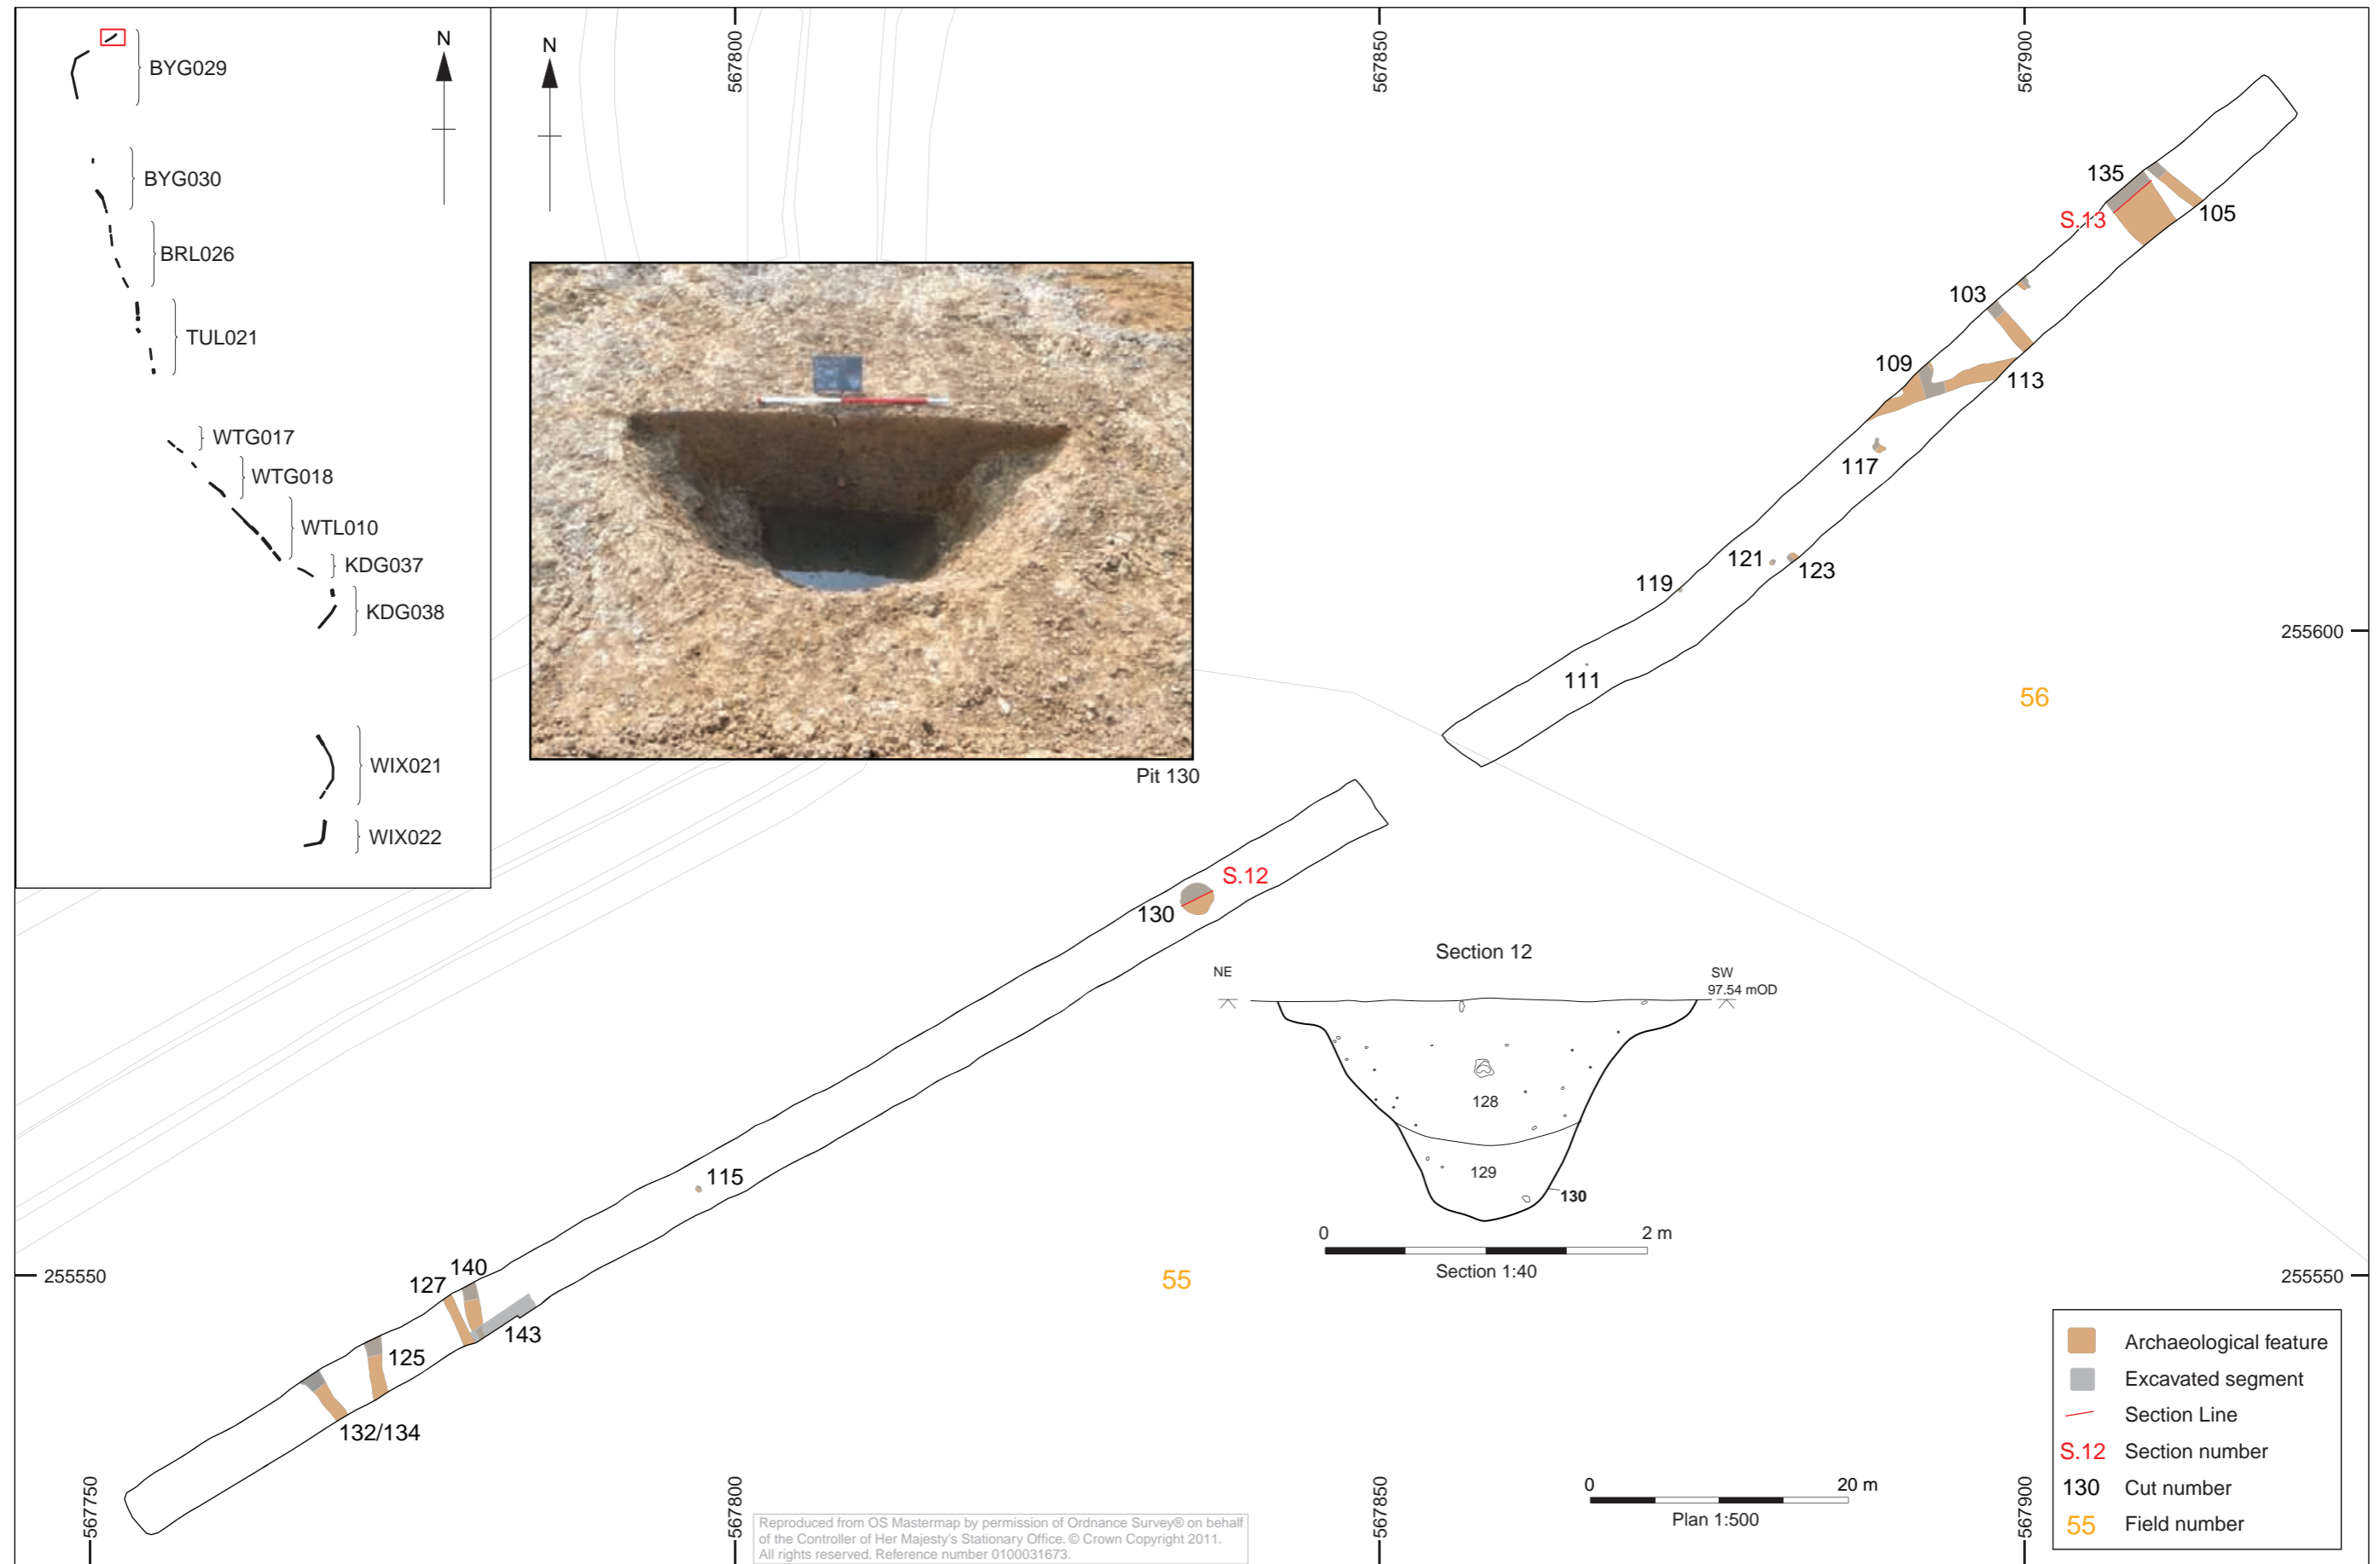 BYG029
BYG030
BRL026
TUL021
WTG017
WTG018
WTL010
KDG037
KDG038
WIX021
WIX022
N
N
567800
567850
567900
135
S.13
105
103
109
113
117
121
123
119
111
255600
56
Pit 130
S.12
130
Section 12
NE
SW
97.54 mOD
128
129
130
0 2 m
Section 1:40
115
255550
140
127
143
125
132/134
55
255550
Archaeological feature
Excavated segment
Section Line
S.12 Section number
130 Cut number
55 Field number
0 20 m
Plan 1:500
567750
567800
567850
567900
Reproduced from OS Mastermap by permission of Ordnance Survey® on behalf
of the Controller of Her Majesty's Stationary Office. © Crown Copyright 2011.
All rights reserved. Reference number 0100031673.